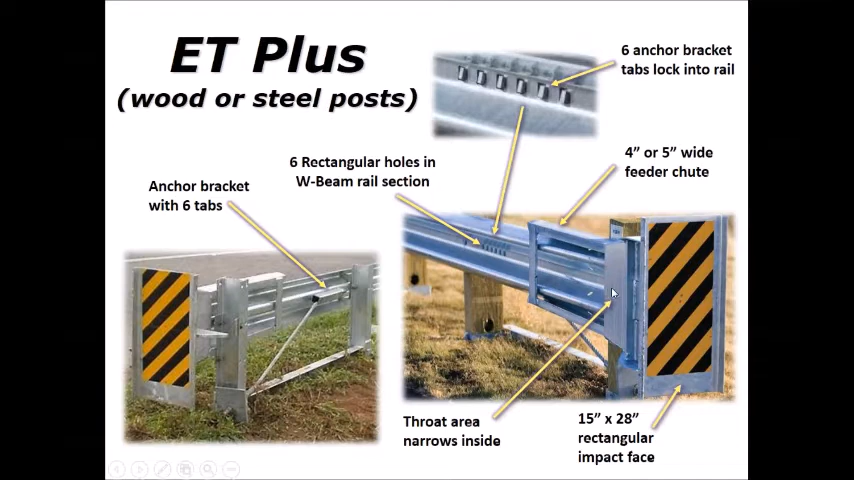 ET Plus
(wood or steel posts)
6 anchor bracket
tabs lock into rail
4” or 5” wide
feeder chute
6 Rectangular holes in
W-Beam rail section
Anchor bracket
with 6 tabs
Throat area
narrows inside
15” x 28”
rectangular
impact face